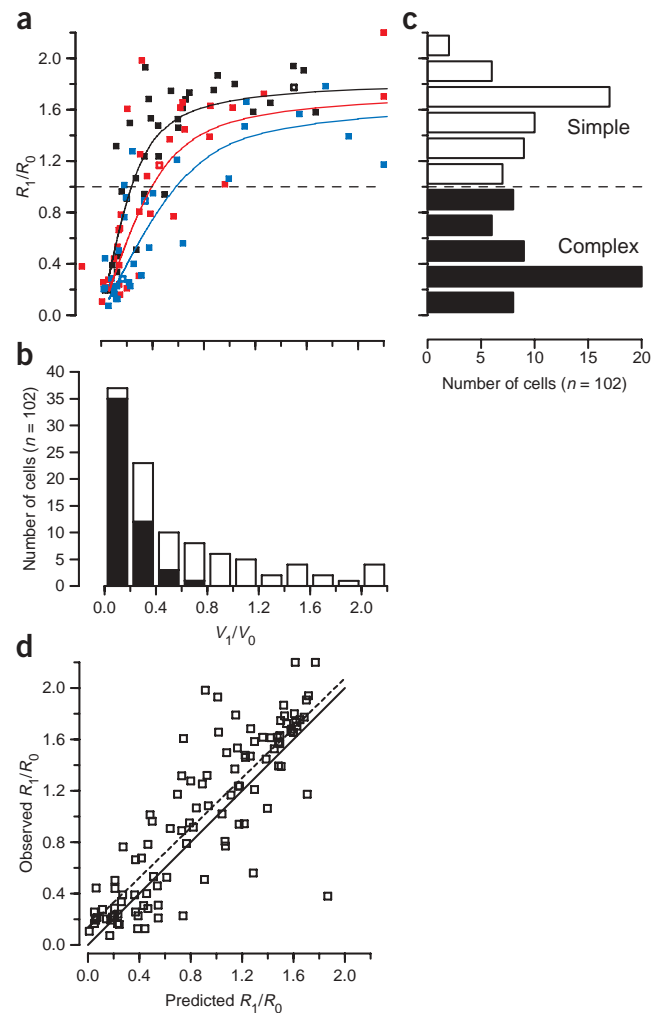 a
R1/R0
2.0
1.6
1.2
0.8
0.4
0.0
c
Simple
Complex
0 5 10 15 20
Number of cells (n = 102)
b
Number of cells (n = 102)
40
35
30
25
20
15
10
5
0
0.0 0.4 0.8 1.2 1.6 2.0
V1/V0
d
Observed R1/R0
2.0
1.6
1.2
0.8
0.4
0.0
0.0 0.4 0.8 1.2 1.6 2.0
Predicted R1/R0